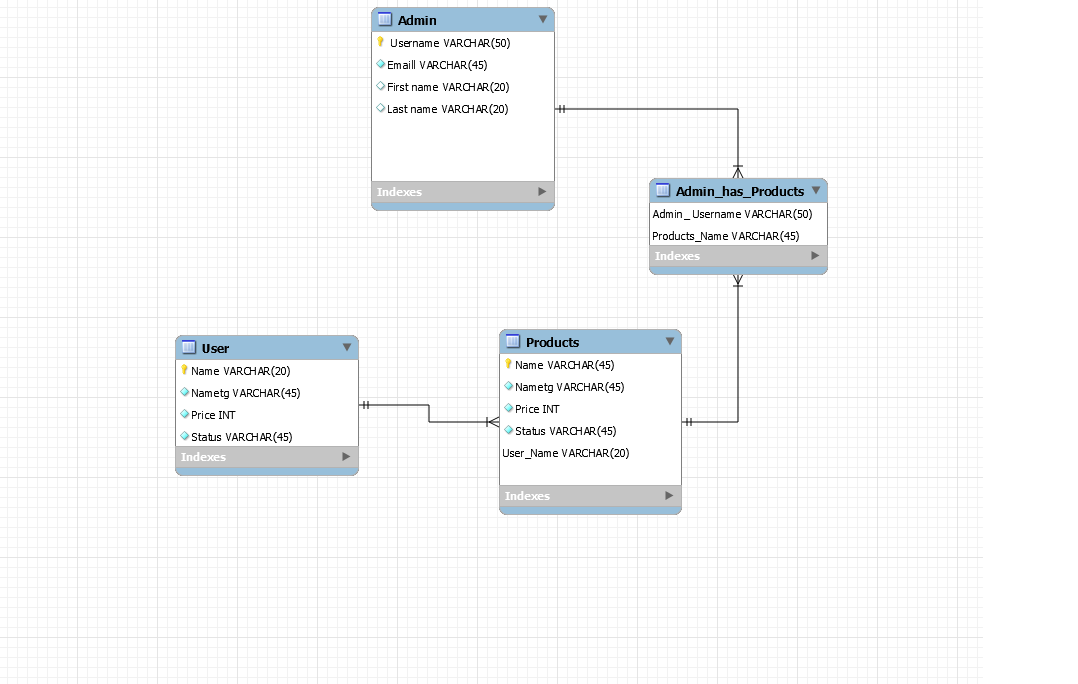 Admin
Username VARCHAR(50)
Emaill VARCHAR(45)
First name VARCHAR(20)
Last name VARCHAR(20)
Indexes
Admin_has_Products
Admin_Username VARCHAR(50)
Products_Name VARCHAR(45)
Indexes
User
Name VARCHAR(20)
Nametg VARCHAR(45)
Price INT
Status VARCHAR(45)
Indexes
Products
Name VARCHAR(45)
Nametg VARCHAR(45)
Price INT
Status VARCHAR(45)
User_Name VARCHAR(20)
Indexes